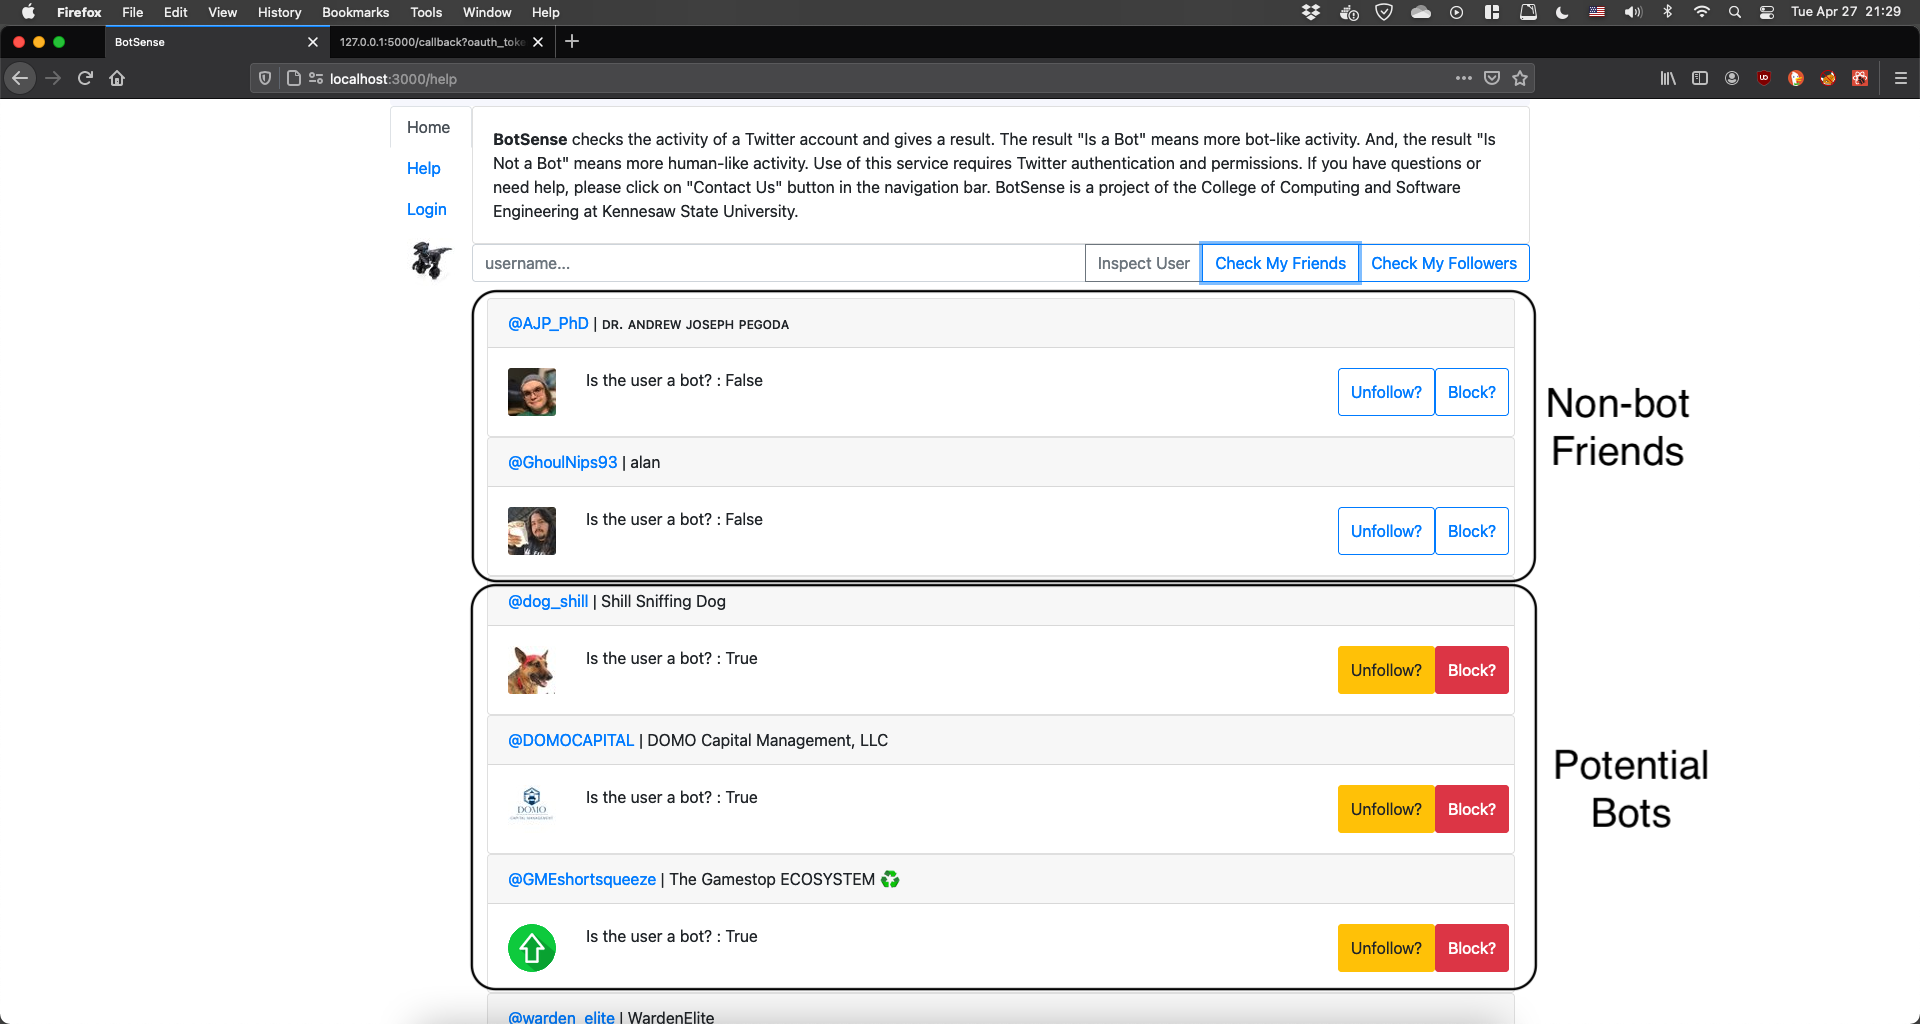 Firefox File Edit View History Bookmarks Tools Window Help Tue Apr 27 21:29
BotSense 127.0.0.1:5000/callback?oauth_toke
localhost:3000/help
Home
Help
Login
BotSense checks the activity of a Twitter account and gives a result. The result "Is a Bot" means more bot-like activity. And, the result "Is
Not a Bot" means more human-like activity. Use of this service requires Twitter authentication and permissions. If you have questions or
need help, please click on "Contact Us" button in the navigation bar. BotSense is a project of the College of Computing and Software
Engineering at Kennesaw State University.
username... Inspect User Check My Friends Check My Followers
@AJP_PhD | ᴅʀ. ᴀɴᴅʀᴇᴡ ᴊᴏsᴇᴘʜ ᴘᴇɢᴏᴅᴀ
Is the user a bot? : False
Unfollow? Block?
@GhoulNips93 | alan
Is the user a bot? : False
Unfollow? Block?
Non-bot
Friends
@dog_shill | Shill Sniffing Dog
Is the user a bot? : True
Unfollow? Block?
@DOMOCAPITAL | DOMO Capital Management, LLC
DOMO
CAPITAL MANAGEMENT
Is the user a bot? : True
Unfollow? Block?
@GMEshortsqueeze | The Gamestop ECOSYSTEM ♻️
Is the user a bot? : True
Unfollow? Block?
Potential
Bots
@warden_elite | WardenElite